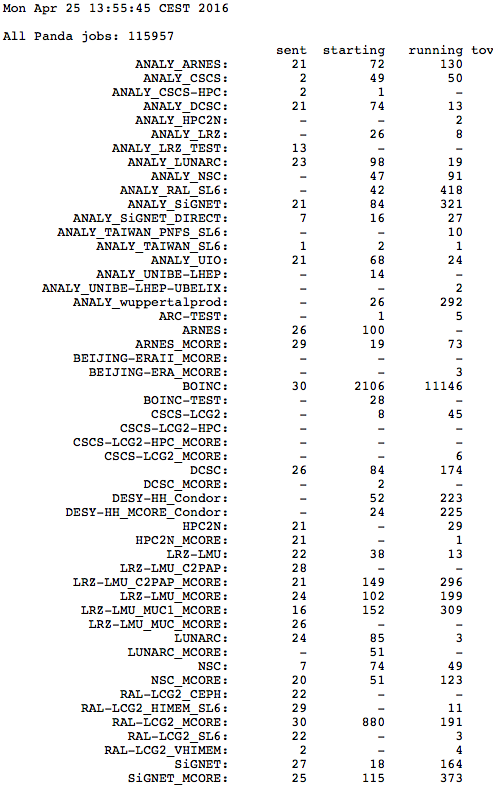 Mon Apr 25 13:55:45 CEST 2016
All Panda jobs: 115957
sent starting running tov
ANALY_ARNES: 21 72 130
ANALY_CSCS: 2 49 50
ANALY_CSCS-HPC: 2 1 -
ANALY_DCSC: 21 74 13
ANALY_HPC2N: - - 2
ANALY_LRZ: - 26 8
ANALY_LRZ_TEST: 13 - -
ANALY_LUNARC: 23 98 19
ANALY_NSC: - 47 91
ANALY_RAL_SL6: - 42 418
ANALY_SiGNET: 21 84 321
ANALY_SiGNET_DIRECT: 7 16 27
ANALY_TAIWAN_PNFS_SL6: - - 10
ANALY_TAIWAN_SL6: 1 2 1
ANALY_UIO: 21 68 24
ANALY_UNIBE-LHEP: - 14 -
ANALY_UNIBE-LHEP-UBELIX: - - 2
ANALY_wuppertalprod: - 26 292
ARC-TEST: - 1 5
ARNES: 26 100 -
ARNES_MCORE: 29 19 73
BEIJING-ERAII_MCORE: - - -
BEIJING-ERA_MCORE: - - 3
BOINC: 30 2106 11146
BOINC-TEST: - 28 -
CSCS-LCG2: - 8 45
CSCS-LCG2-HPC: - - -
CSCS-LCG2-HPC_MCORE: - - -
CSCS-LCG2_MCORE: - - 6
DCSC: 26 84 174
DCSC_MCORE: - 2 -
DESY-HH_Condor: - 52 223
DESY-HH_MCORE_Condor: - 24 225
HPC2N: 21 - 29
HPC2N_MCORE: 21 - 1
LRZ-LMU: 22 38 13
LRZ-LMU_C2PAP: 28 - -
LRZ-LMU_C2PAP_MCORE: 21 149 296
LRZ-LMU_MCORE: 24 102 199
LRZ-LMU_MUC1_MCORE: 16 152 309
LRZ-LMU_MUC_MCORE: 26 - -
LUNARC: 24 85 3
LUNARC_MCORE: - 51 -
NSC: 7 74 49
NSC_MCORE: 20 51 123
RAL-LCG2_CEPH: 22 - -
RAL-LCG2_HIMEM_SL6: 29 - 11
RAL-LCG2_MCORE: 30 880 191
RAL-LCG2_SL6: 22 - 3
RAL-LCG2_VHIMEM: 2 - 4
SiGNET: 27 18 164
SiGNET_MCORE: 25 115 373